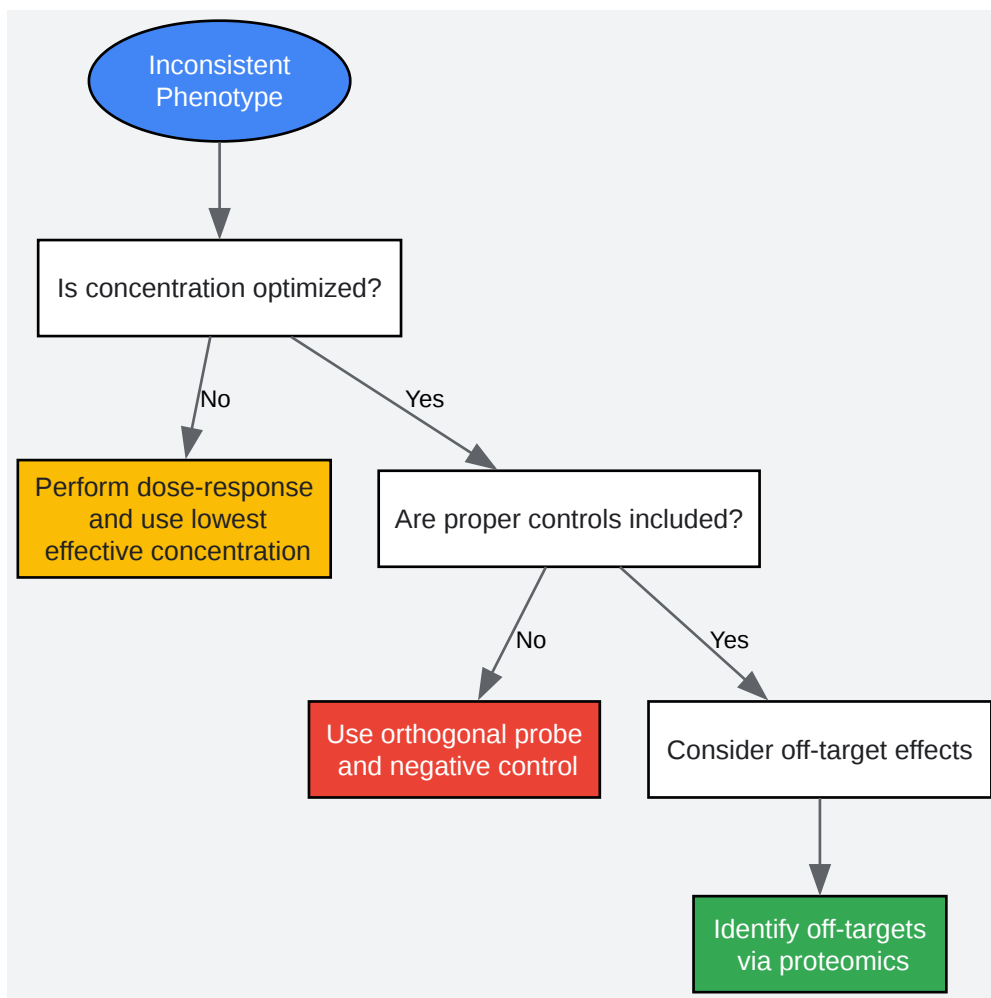 Inconsistent
Phenotype
Is concentration optimized?
No
Yes
Perform dose-response
and use lowest
effective concentration
Are proper controls included?
No
Yes
Use orthogonal probe
and negative control
Consider off-target effects
Identify off-targets
via proteomics